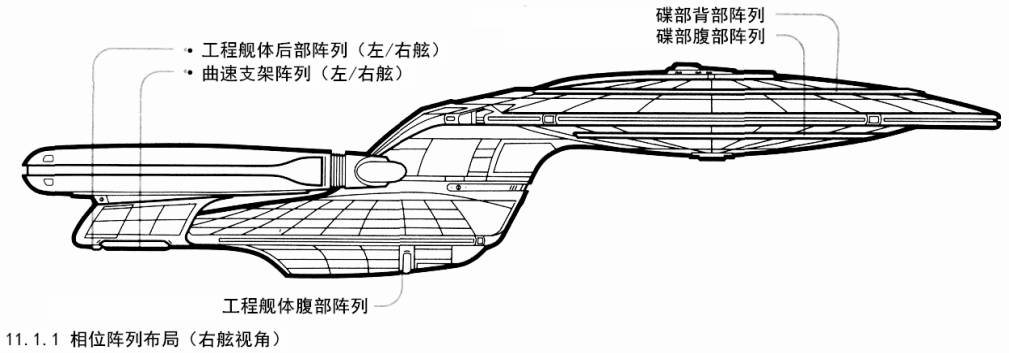 碟部背部阵列
碟部腹部阵列
• 工程舰体后部阵列（左/右舷）
• 曲速支架阵列（左/右舷）
工程舰体腹部阵列
11.1.1 相位阵列布局（右舷视角）